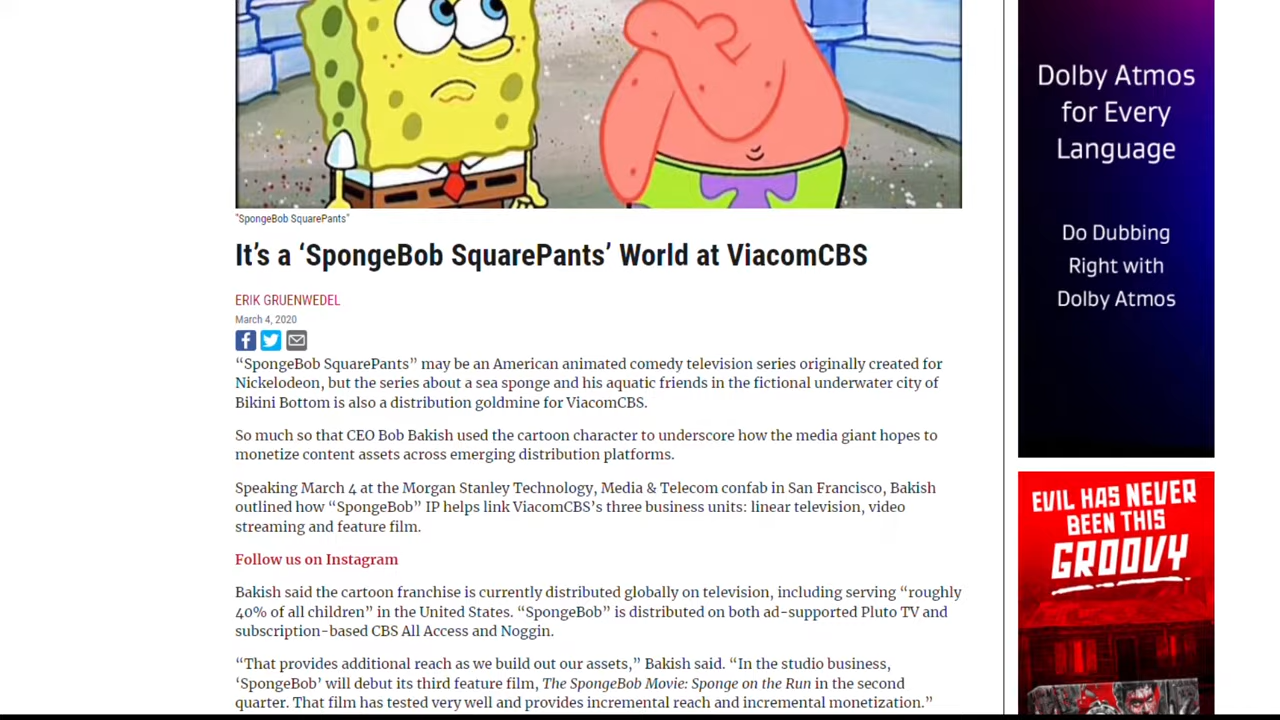 "SpongeBob SquarePants"
It's a ‘SpongeBob SquarePants’ World at ViacomCBS
ERIK GRUENWEDEL
March 4, 2020
“SpongeBob SquarePants” may be an American animated comedy television series originally created for
Nickelodeon, but the series about a sea sponge and his aquatic friends in the fictional underwater city of
Bikini Bottom is also a distribution goldmine for ViacomCBS.
So much so that CEO Bob Bakish used the cartoon character to underscore how the media giant hopes to
monetize content assets across emerging distribution platforms.
Speaking March 4 at the Morgan Stanley Technology, Media & Telecom confab in San Francisco, Bakish
outlined how “SpongeBob” IP helps link ViacomCBS’s three business units: linear television, video
streaming and feature film.
Follow us on Instagram
Bakish said the cartoon franchise is currently distributed globally on television, including serving “roughly
40% of all children” in the United States. “SpongeBob” is distributed on both ad-supported Pluto TV and
subscription-based CBS All Access and Noggin.
“That provides additional reach as we build out our assets,” Bakish said. “In the studio business,
‘SpongeBob’ will debut its third feature film, The SpongeBob Movie: Sponge on the Run in the second
quarter. That film has tested very well and provides incremental reach and incremental monetization.”
Dolby Atmos
for Every
Language
Do Dubbing
Right with
Dolby Atmos
EVIL HAS NEVER
BEEN THIS
GROOVY